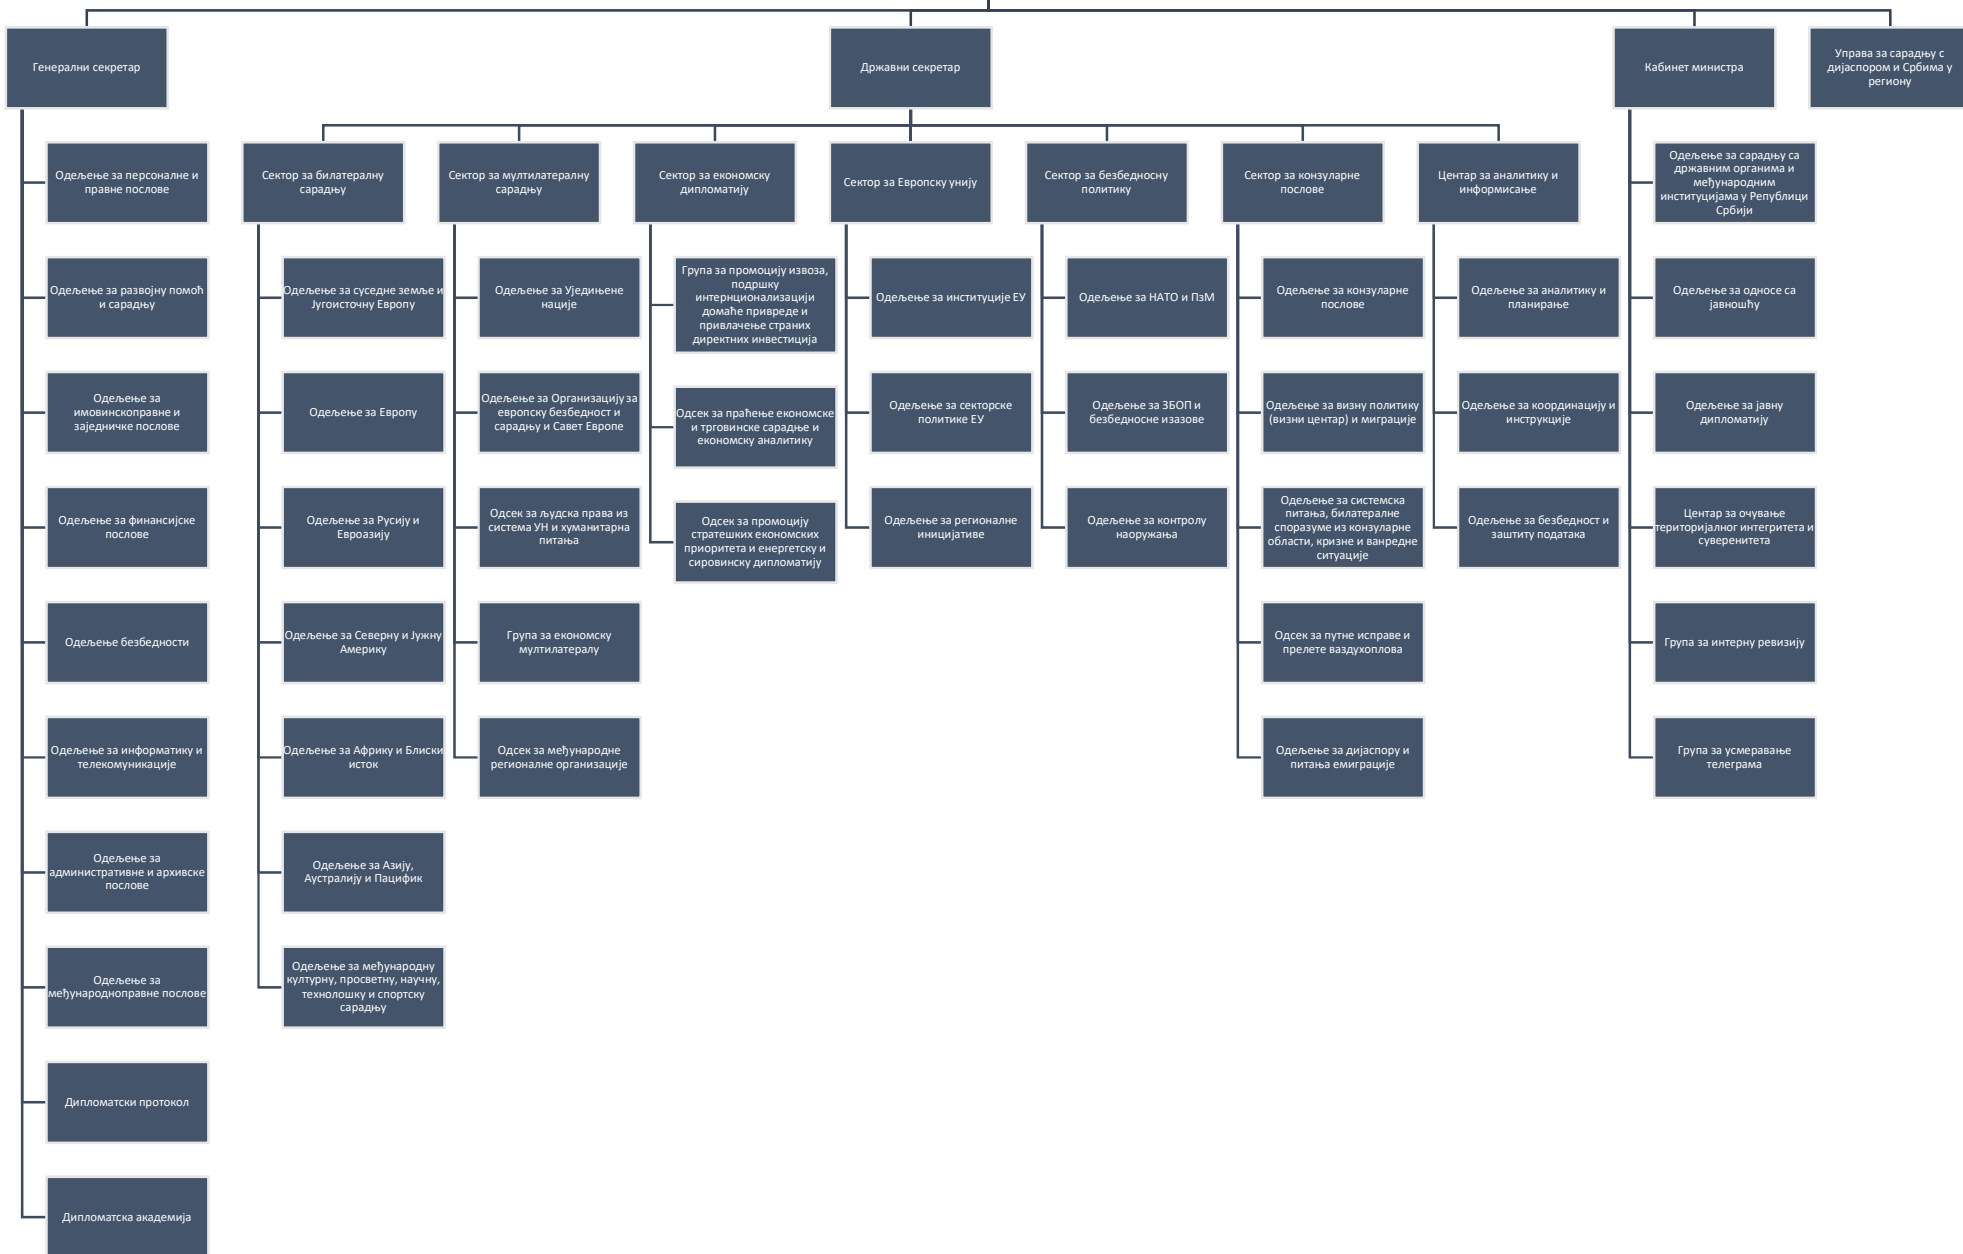 Генерални секретар
Државни секретар
Кабинет министра
Управа за сарадњу с
дијаспором и Србима у
региону
Одељење за персоналне и
правне послове
Одељење за развојну помоћ
и сарадњу
Одељење за
имовинскоправне и
заједничке послове
Одељење за финансијске
послове
Одељење безбедности
Одељење за информатику и
телекомуникације
Одељење за
административне и архивске
послове
Одељење за
међународноправне послове
Дипломатски протокол
Дипломатска академија
Сектор за билатералну
сарадњу
Одељење за суседне земље и
Југоисточну Европу
Одељење за Европу
Одељење за Русију и
Евроазију
Одељење за Северну и Јужну
Америку
Одељење за Африку и Блиски
исток
Одељење за Азију,
Аустралију и Пацифик
Одељење за међународну
културну, просветну, научну,
технолошку и спортску
сарадњу
Сектор за мултилатералну
сарадњу
Одељење за Уједињене
нације
Одељење за Организацију за
европску безбедност и
сарадњу и Савет Европе
Одсек за људска права из
система УН и хуманитарна
питања
Група за економску
мултилатералу
Одсек за међународне
регионалне организације
Сектор за економску
дипломатију
Група за промоцију извоза,
подршку
интернционализацији
домаће привреде и
привлачење страних
директних инвестиција
Одсек за праћење економске
и трговинске сарадње и
економску аналитику
Одсек за промоцију
стратешких економских
приоритета и енергетску и
сировинску дипломатију
Сектор за Европску унију
Одељење за институције ЕУ
Одељење за секторске
политике ЕУ
Одељење за регионалне
иницијативе
Сектор за безбедносну
политику
Одељење за НАТО и ПзМ
Одељење за ЗБОП и
безбедносне изазове
Одељење за контролу
наоружања
Сектор за конзуларне
послове
Одељење за конзуларне
послове
Одељење за визну политику
(визни центар) и миграције
Одељење за системска
питања, билатералне
споразуме из конзуларне
области, кризне и ванредне
ситуације
Одсек за путне исправе и
прелете ваздухоплова
Одељење за дијаспору и
питања емиграције
Центар за аналитику и
информисање
Одељење за аналитику и
планирање
Одељење за координацију и
инструкције
Одељење за безбедност и
заштиту података
Одељење за сарадњу са
државним органима и
међународним
институцијама у Републици
Србији
Одељење за односе са
јавношћу
Одељење за јавну
дипломатију
Центар за очување
територијалног интегритета и
суверенитета
Група за интерну ревизију
Група за усмеравање
телеграма